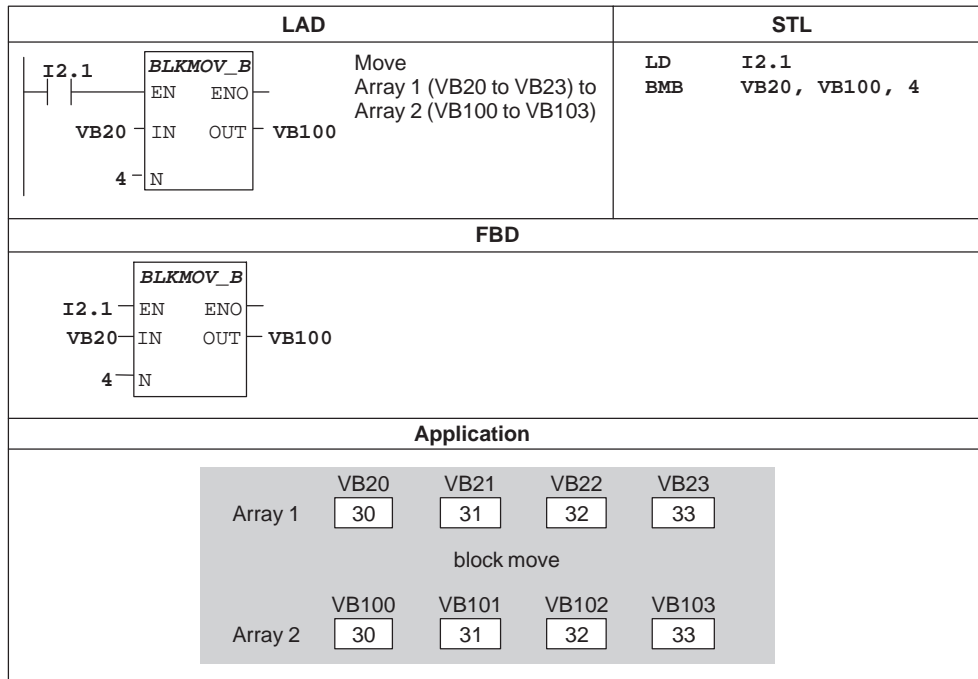 LAD STL
I2.1 BLKMOV_B Move LD I2.1
EN ENO Array 1 (VB20 to VB23) to BMB VB20, VB100, 4
Array 2 (VB100 to VB103)
VB20 IN OUT VB100
4 N
FBD
BLKMOV_B
I2.1 EN ENO
VB20 IN OUT VB100
4 N
Application
VB20 VB21 VB22 VB23
Array 1 30 31 32 33
block move
VB100 VB101 VB102 VB103
Array 2 30 31 32 33